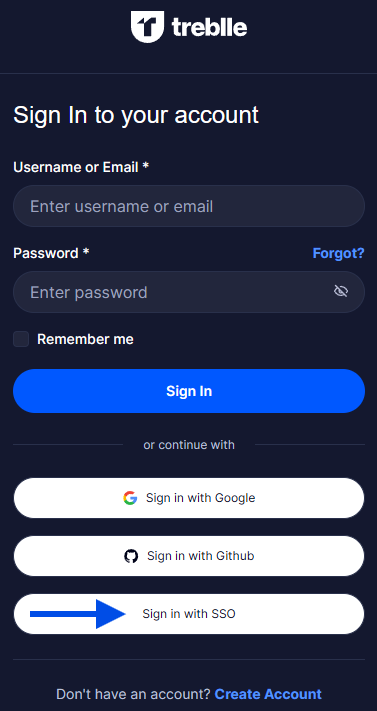 treblle
Sign In to your account
Username or Email *
Enter username or email
Password * Forgot?
Enter password
Remember me
Sign In
or continue with
Sign in with Google
Sign in with Github
Sign in with SSO
Don't have an account? Create Account